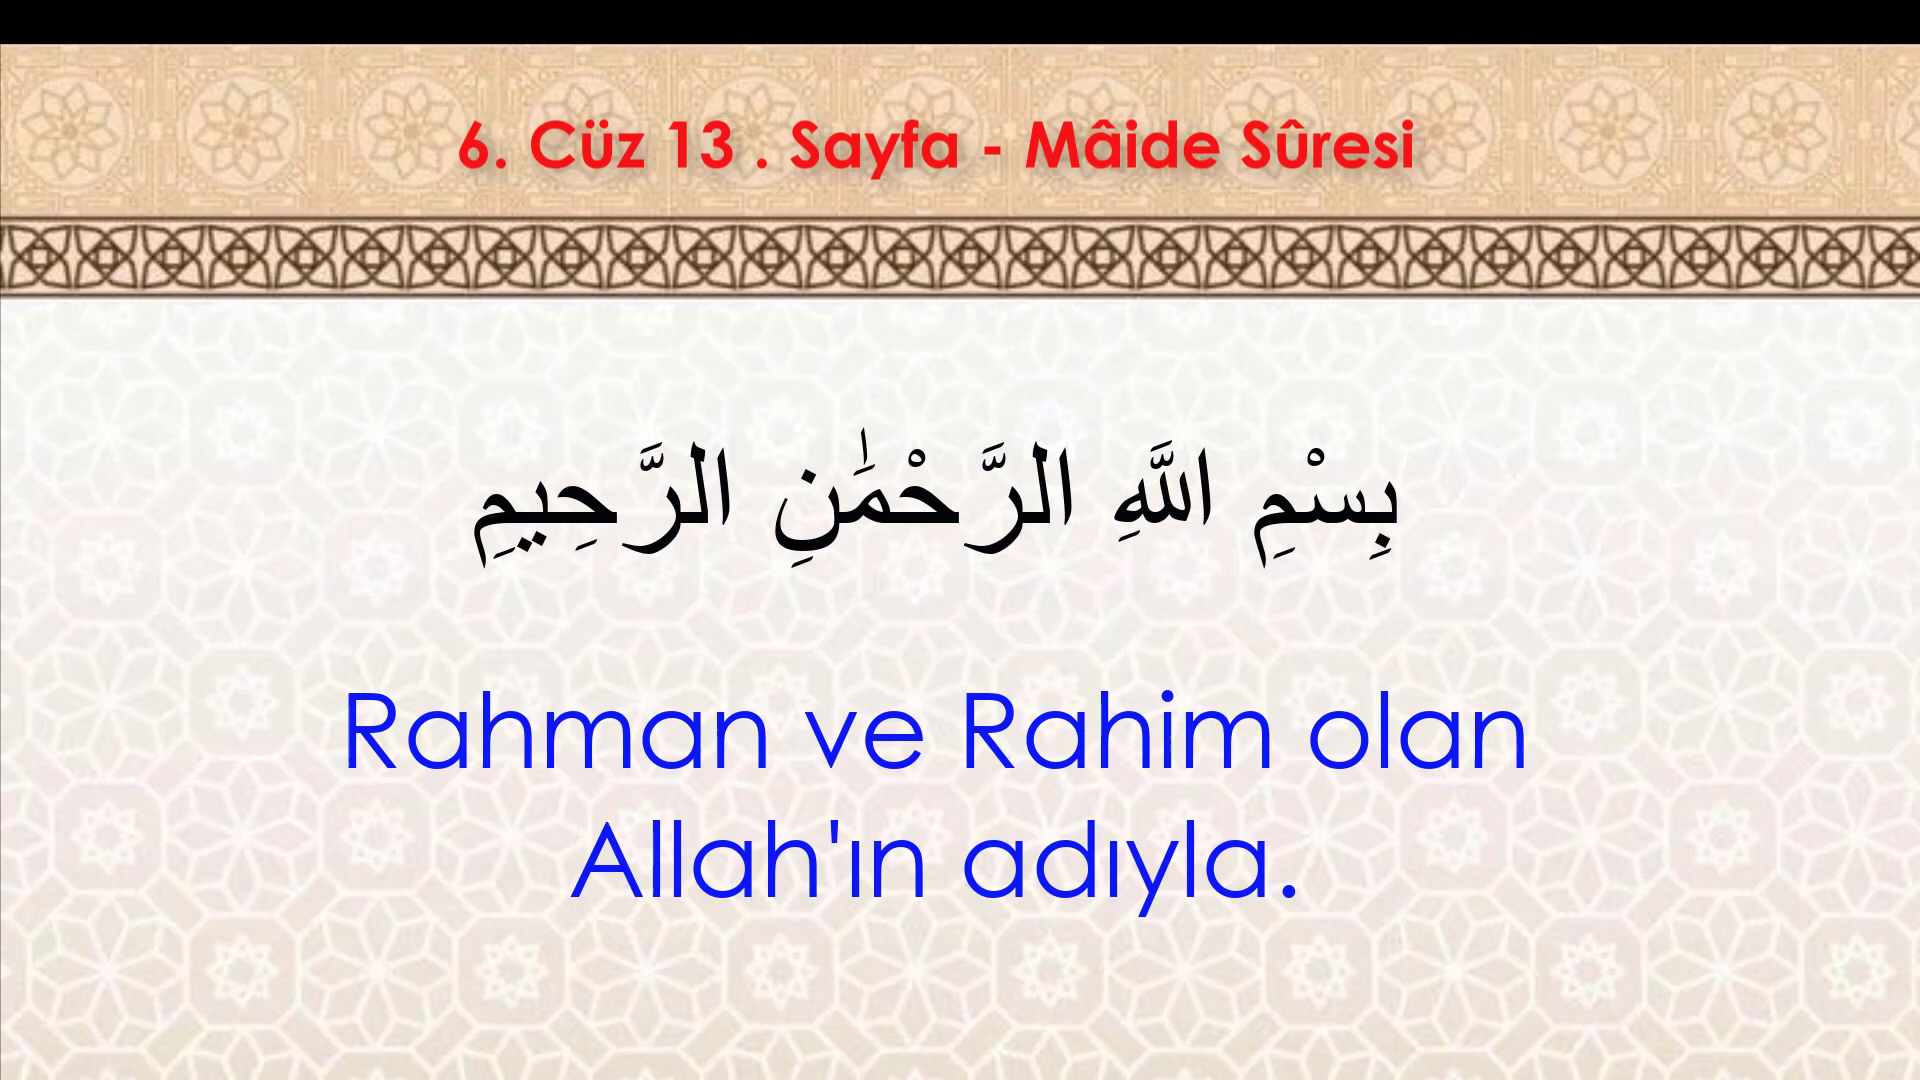 6. Cüz 13 . Sayfa - Mâide Sûresi
بِسْمِ اللَّهِ الرَّحْمَٰنِ الرَّحِيمِ
Rahman ve Rahim olan
Allah'ın adıyla.